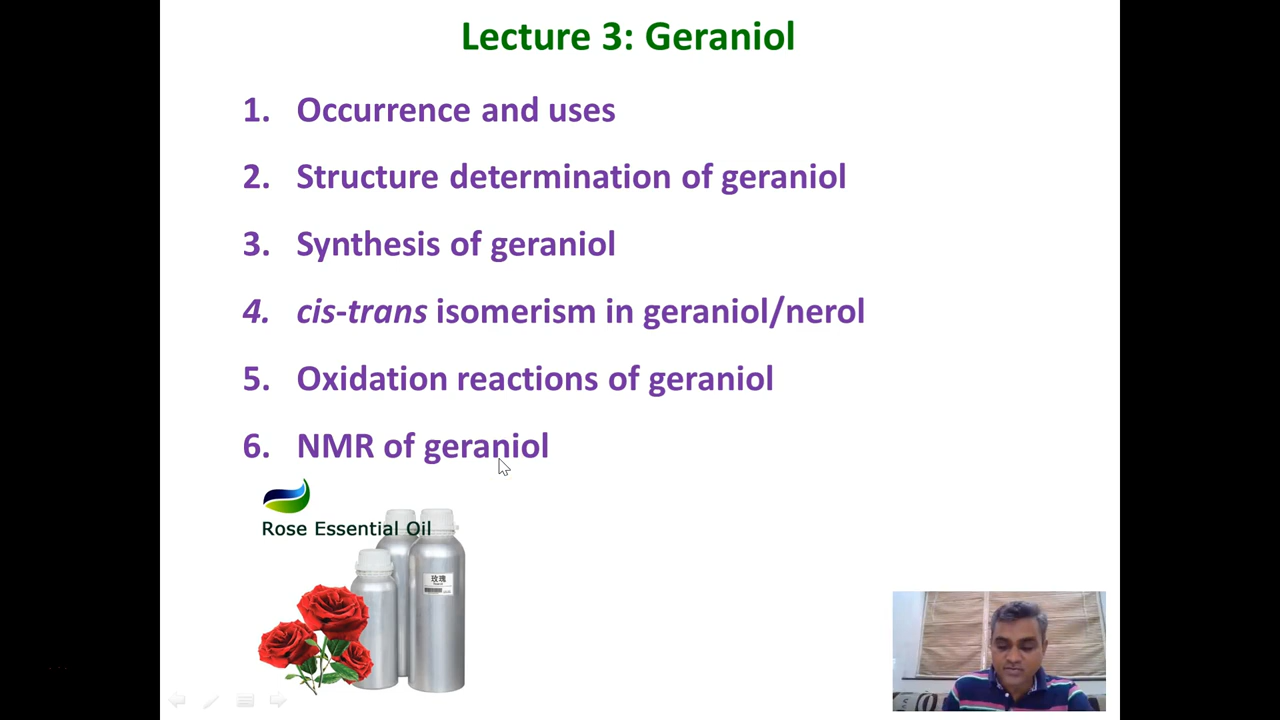 Lecture 3: Geraniol
1. Occurrence and uses
2. Structure determination of geraniol
3. Synthesis of geraniol
4. cis-trans isomerism in geraniol/nerol
5. Oxidation reactions of geraniol
6. NMR of geraniol
Rose Essential Oil
玫瑰